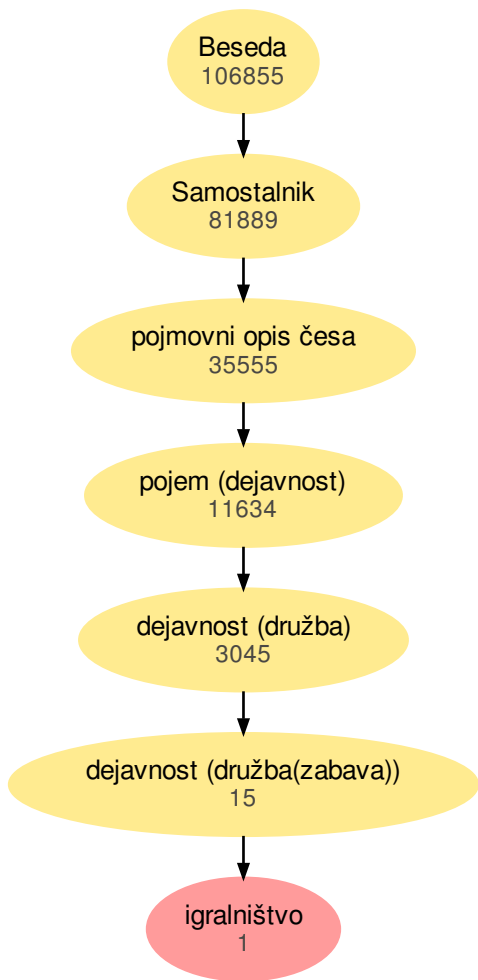 Beseda
106855
Samostalnik
81889
pojmovni opis česa
35555
pojem (dejavnost)
11634
dejavnost (družba)
3045
dejavnost (družba(zabava))
15
igralništvo
1